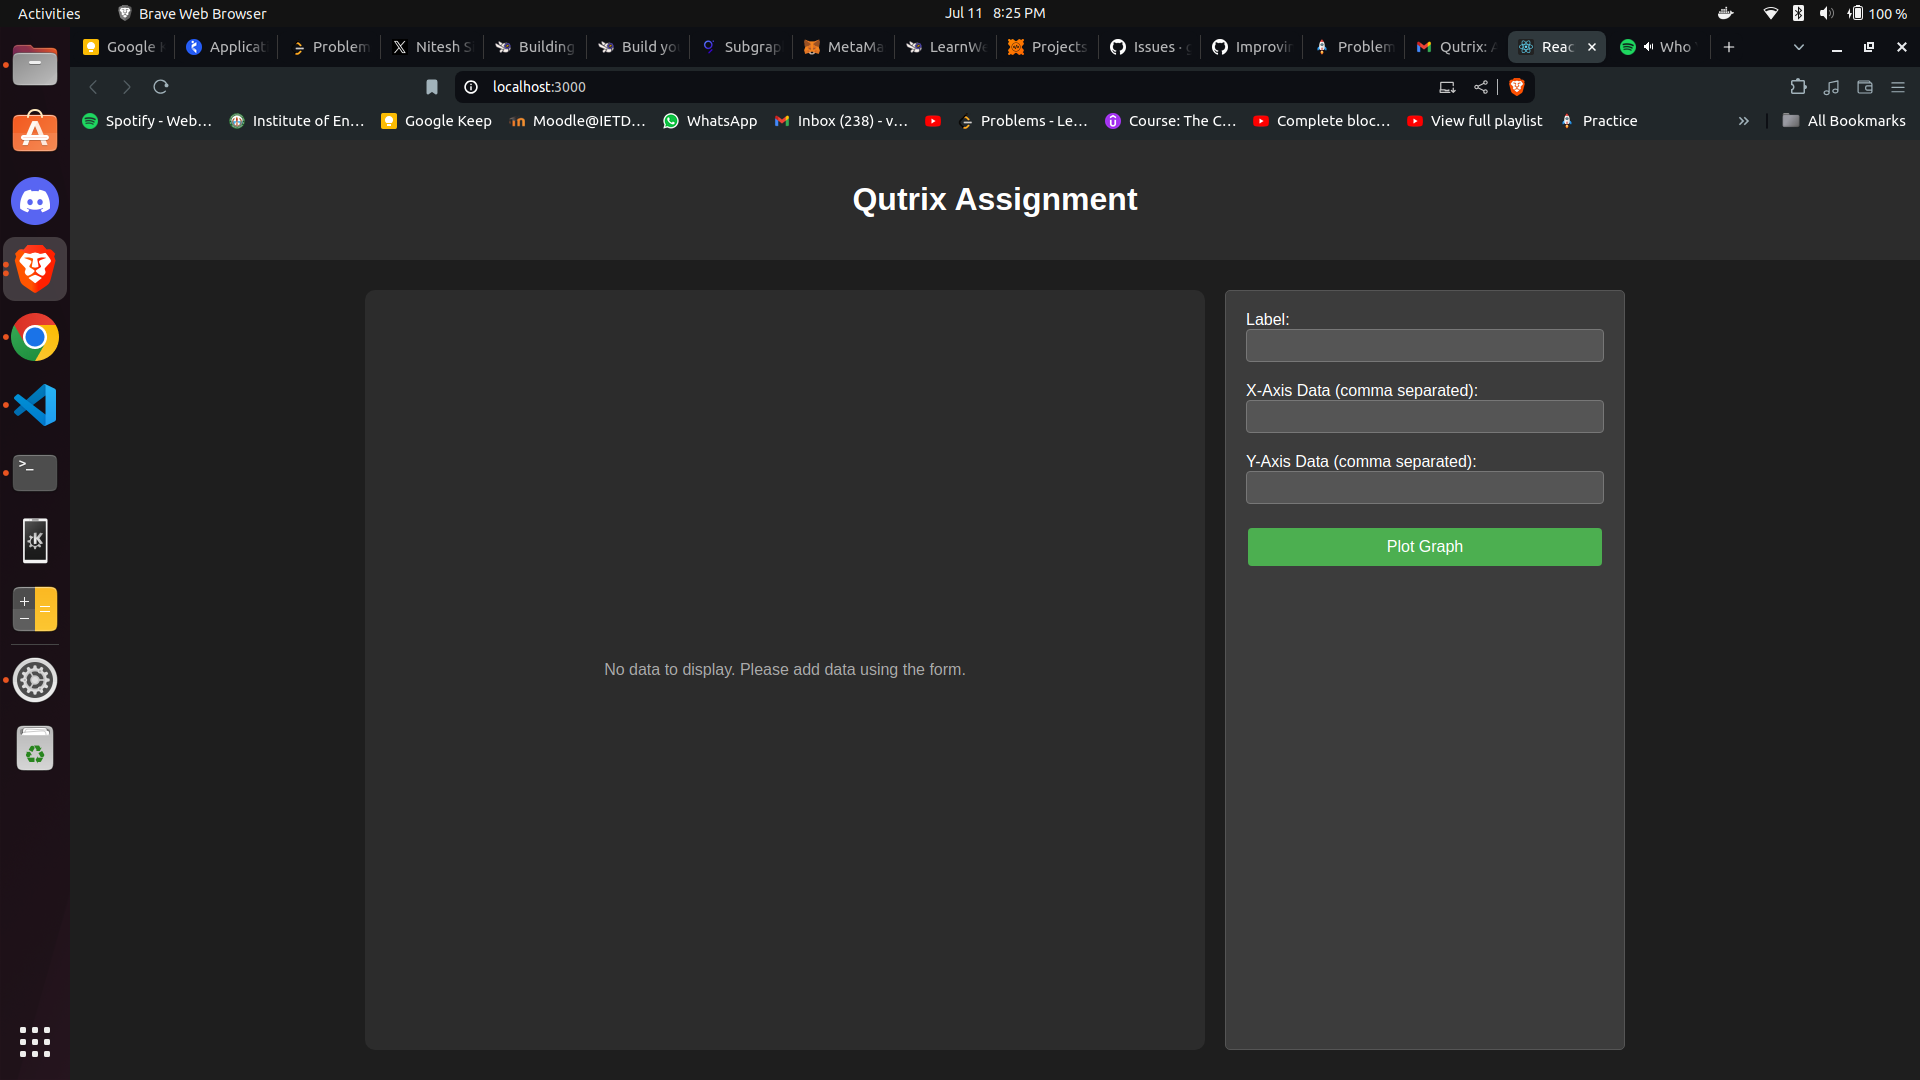 Activities
Brave Web Browser
Jul 11 8:25 PM
100 %
Google
Applicat
Problem
Nitesh S
Building
Build yo
Subgrap
MetaMa
LearnWe
Projects
Issues · g
Improvin
Problem
Qutrix: A
Reac
Who
localhost:3000
Spotify - Web...
Institute of En...
Google Keep
Moodle@IETD...
WhatsApp
Inbox (238) - v...
Problems - Le...
Course: The C...
Complete bloc...
View full playlist
Practice
All Bookmarks
Qutrix Assignment
No data to display. Please add data using the form.
Label:
X-Axis Data (comma separated):
Y-Axis Data (comma separated):
Plot Graph